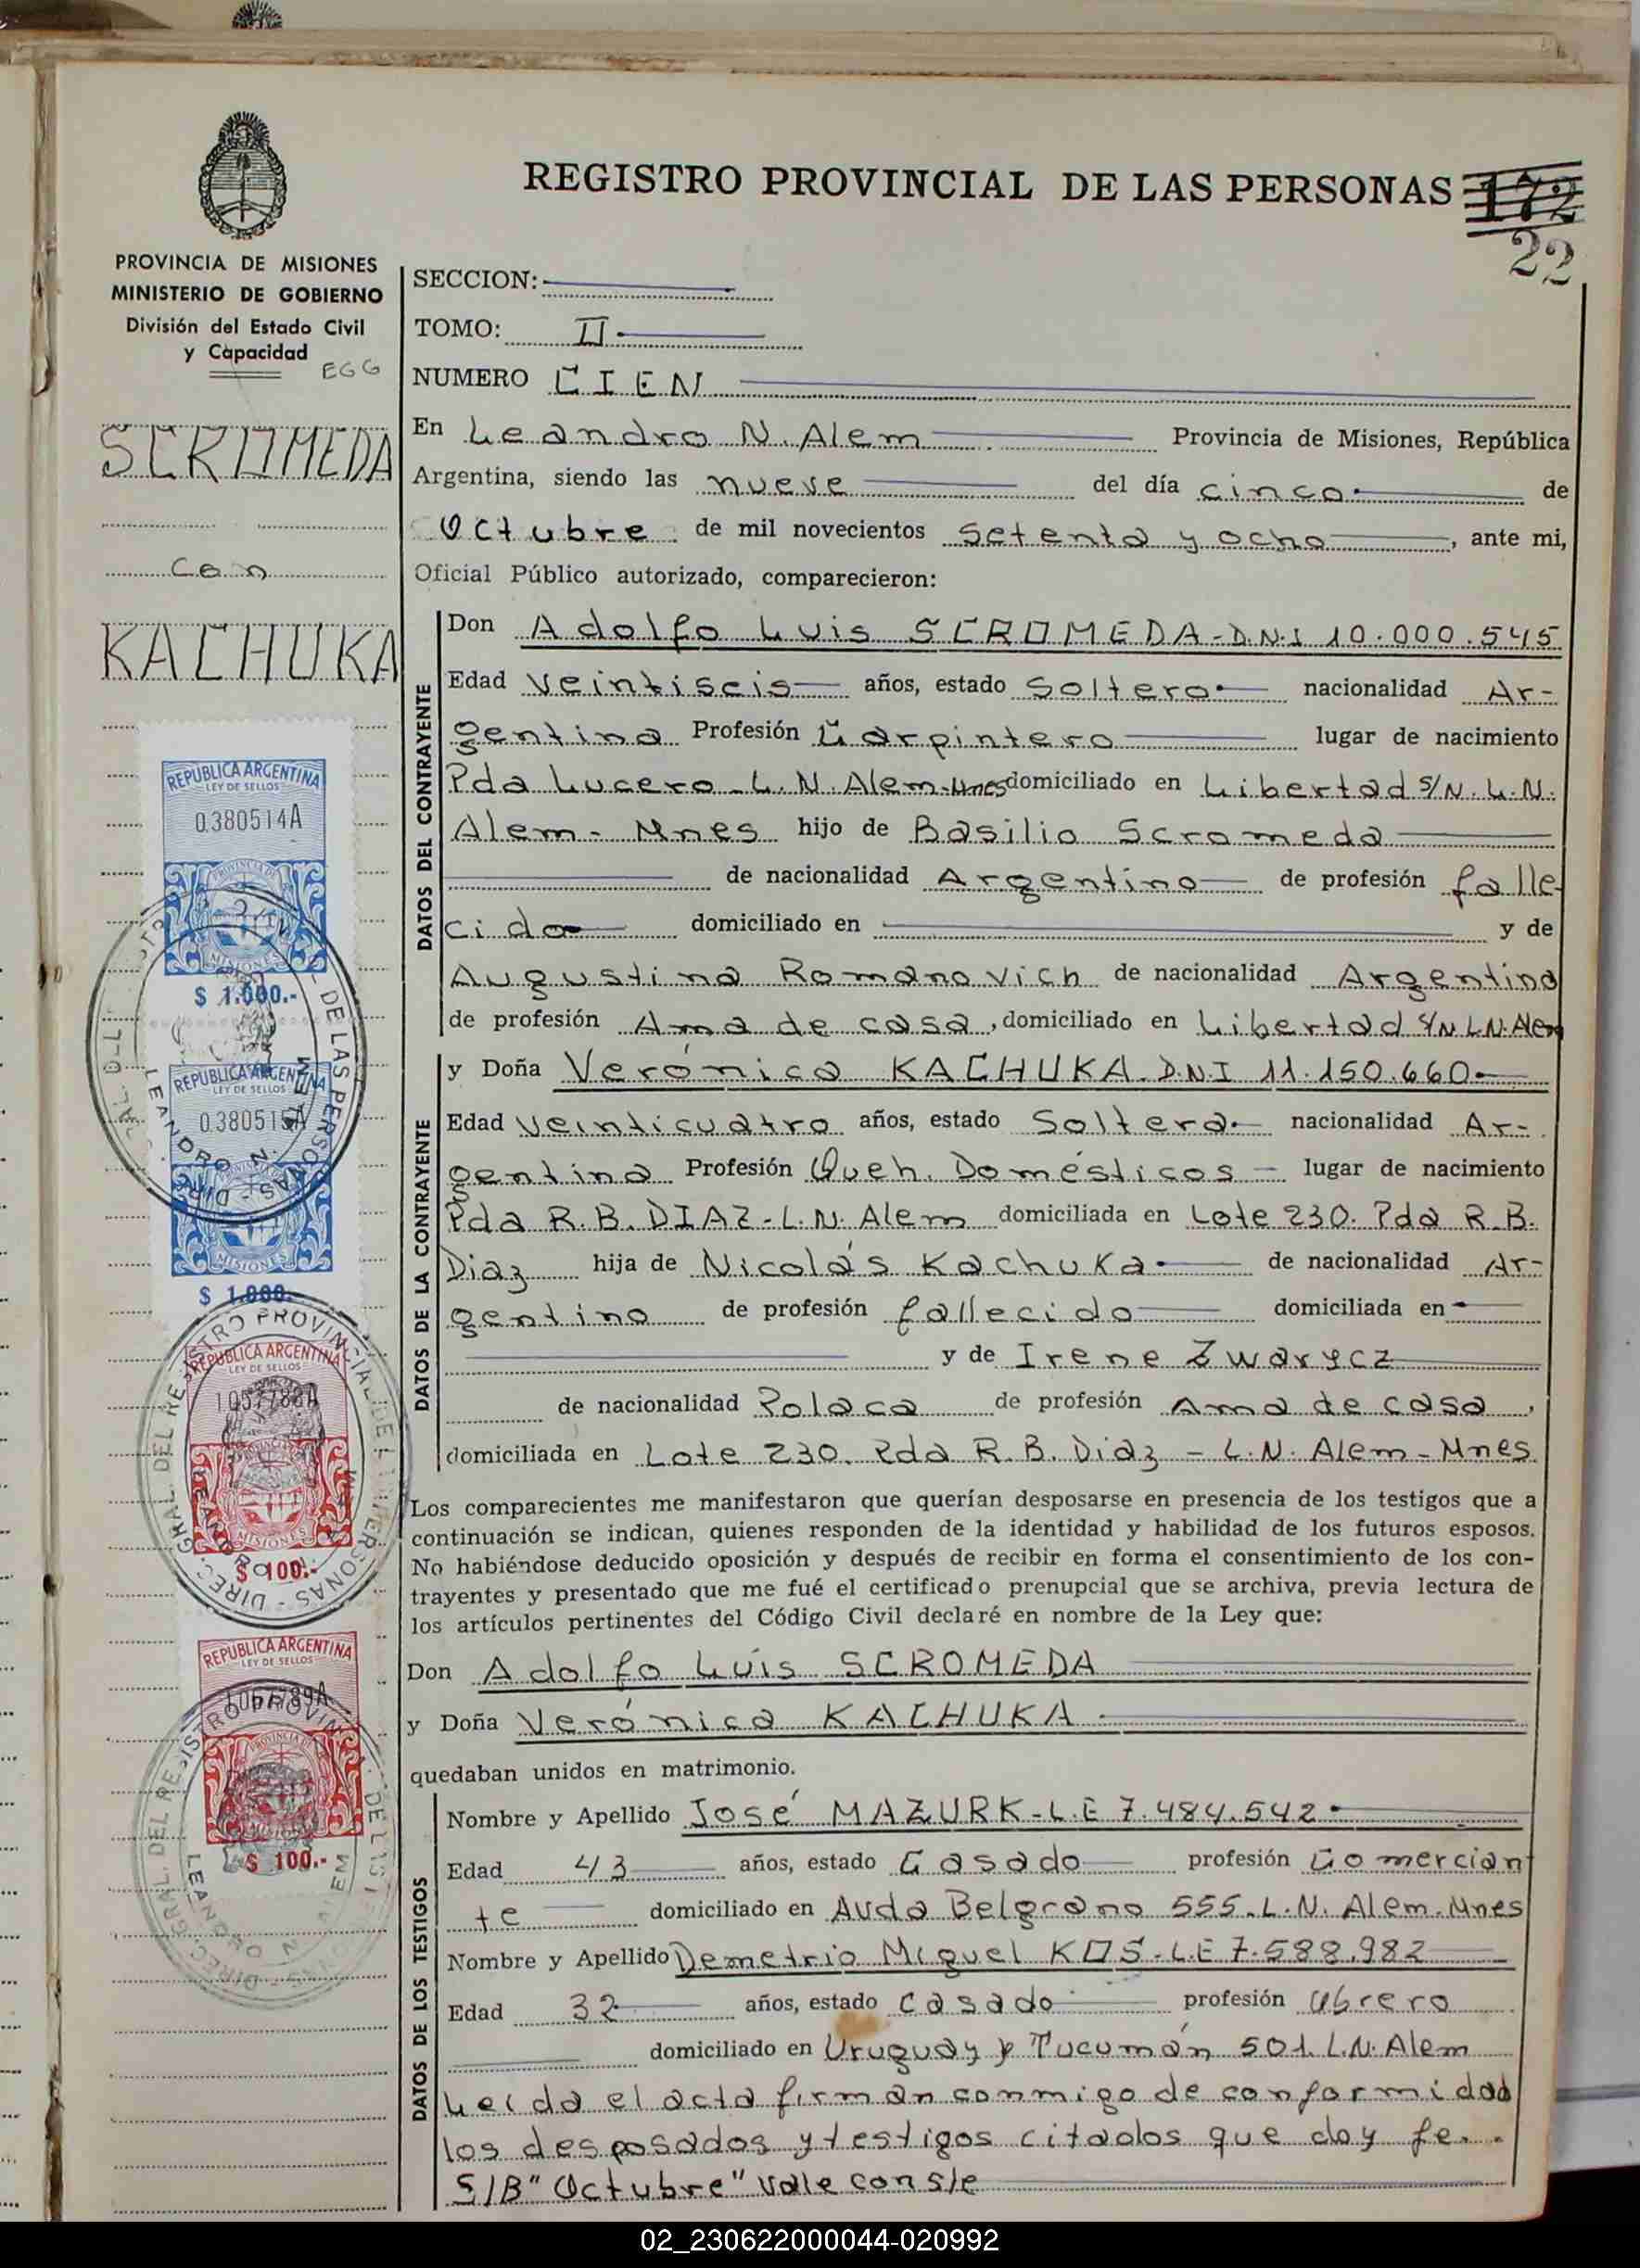 REGISTRO PROVINCIAL DE LAS PERSONAS 172
22
PROVINCIA DE MISIONES
MINISTERIO DE GOBIERNO
División del Estado Civil
y Capacidad
EGG
SCROMEDA
con
KACHUKA
REPUBLICA ARGENTINA
LEY DE SELLOS
0380514A
MISIONES
$ 1.000.-
REPUBLICA ARGENTINA
LEY DE SELLOS
038051
MISIONES
$ 1.000.-
REPUBLICA ARGENTINA
LEY DE SELLOS
MISIONES
$ 100.-
REPUBLICA ARGENTINA
LEY DE SELLOS
$ 100.-
SECCION:
TOMO: II
NUMERO CIEN
En Leandro N. Alem Provincia de Misiones, República
Argentina, siendo las nueve del día cinco de
Octubre de mil novecientos setenta y ocho, ante mi,
Oficial Público autorizado, comparecieron:
DATOS DEL CONTRAYENTE
Don Adolfo Luis SCROMEDA-D.N.I 10.000.545
Edad veintiseis años, estado soltero nacionalidad Ar-
gentina Profesión Carpintero lugar de nacimiento
Pda Lucero-L.N.Alem-Mnes domiciliado en Libertad S/N. L.N.
Alem- Mnes hijo de Basilio Scromeda
de nacionalidad Argentino de profesión falle
cido domiciliado en y de
Augustina Romanovich de nacionalidad Argentina
de profesión Ama de casa, domiciliado en Libertad S/N L.N.Alem
DATOS DE LA CONTRAYENTE
y Doña Verónica KACHUKA. D.N.I 11.150.660
Edad veinticuatro años, estado Soltera nacionalidad Ar-
gentina Profesión Queh. Domésticos lugar de nacimiento
Pda R.B. DIAZ-L.N. Alem domiciliada en Lote 230. Pda R.B.
Diaz hija de Nicolás Kachuka de nacionalidad Ar-
gentino de profesión fallecido domiciliada en
y de Irene Zwarycz
de nacionalidad Polaca de profesión Ama de casa,
domiciliada en Lote 230. Pda R.B. Diaz - L.N. Alem - Mnes
Los comparecientes me manifestaron que querían desposarse en presencia de los testigos que a
continuación se indican, quienes responden de la identidad y habilidad de los futuros esposos.
No habiéndose deducido oposición y después de recibir en forma el consentimiento de los con-
trayentes y presentado que me fué el certificado prenupcial que se archiva, previa lectura de
los artículos pertinentes del Código Civil declaré en nombre de la Ley que:
Don Adolfo Luis SCROMEDA
y Doña Verónica KACHUKA
quedaban unidos en matrimonio.
DATOS DE LOS TESTIGOS
Nombre y Apellido José MAZURK-L.E 7.484.542
Edad 43 años, estado Casado profesión Comercian
te domiciliado en Avda Belgrano 555. L.N. Alem. Mnes
Nombre y Apellido Demetrio Miguel KOS-L.E 7.588.982
Edad 32 años, estado casado profesión obrero
domiciliado en Uruguay y Tucumán 501. L.N. Alem
Leida el acta firman conmigo de conformidad
los desposados y testigos citados que doy fe.
S/B "Octubre" vale conste
02_230622000044-020992